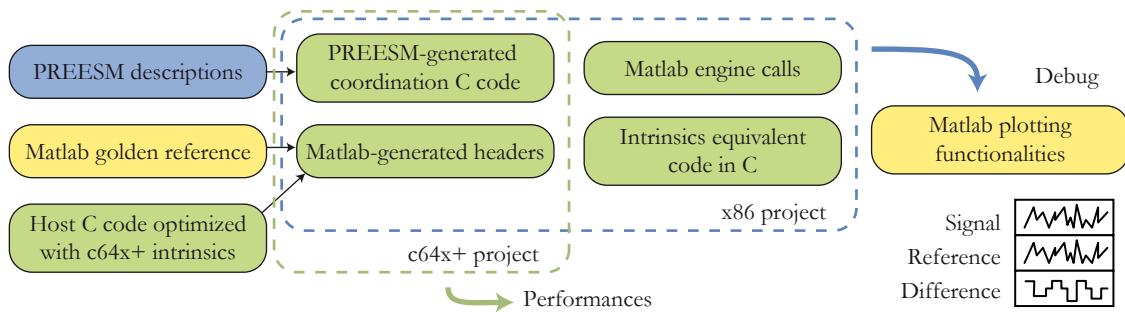 PREESM descriptions
PREESM-generated
coordination C code
Matlab engine calls
Debug
Matlab golden reference
Matlab-generated headers
Intrinsics equivalent
code in C
Matlab plotting
functionalities
Host C code optimized
with c64x+ intrinsics
x86 project
c64x+ project
Performances
Signal
Reference
Difference